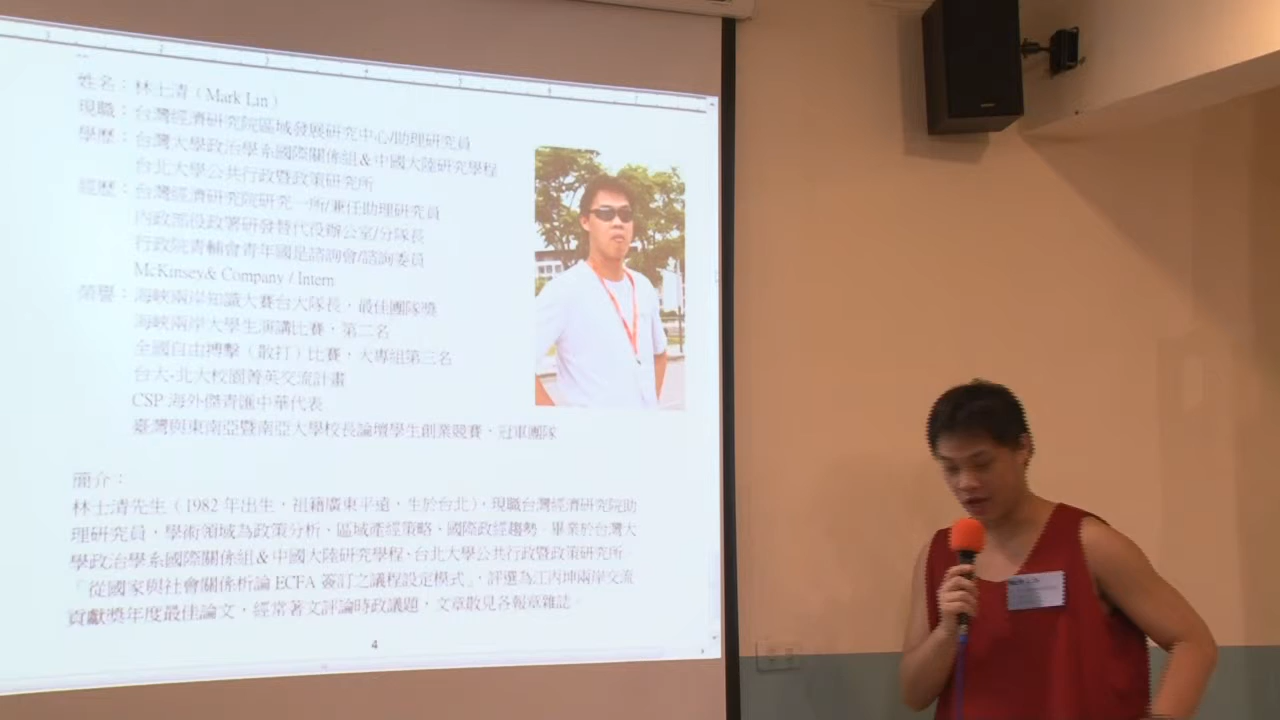 姓名：林士清（Mark Lin）
現職：台灣經濟研究院區域發展研究中心/助理研究員
學歷：台灣大學政治學系國際關係組＆中國大陸研究學程
台北大學公共行政暨政策研究所
經歷：台灣經濟研究院研究一所/兼任助理研究員
內政部役政署研發替代役辦公室/分隊長
行政院青輔會青年國是諮詢會/諮詢委員
McKinsey& Company / Intern
榮譽：海峽兩岸知識大賽台大隊長，最佳團隊獎
海峽兩岸大學生演講比賽，第二名
全國自由搏擊（散打）比賽，大專組第三名
台大-北大校園菁英交流計畫
CSP 海外傑青匯中華代表
臺灣與東南亞暨南亞大學校長論壇學生創業競賽，冠軍團隊
簡介：
林士清先生（1982 年出生，祖籍廣東平遠，生於台北），現職台灣經濟研究院助
理研究員，學術領域為政策分析、區域產經策略、國際政經趨勢。畢業於台灣大
學政治學系國際關係組＆中國大陸研究學程、台北大學公共行政暨政策研究所。
「從國家與社會關係析論 ECFA 簽訂之議程設定模式」，評選為江丙坤兩岸交流
貢獻獎年度最佳論文，經常著文評論時政議題，文章散見各報章雜誌。
4